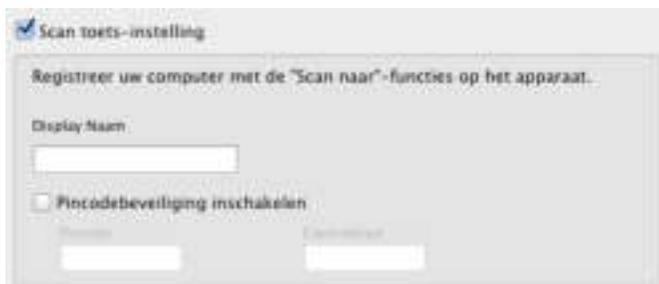 Scan toets-instelling
Registreer uw computer met de "Scan naar"-functies op het apparaat.
Display Naam
Pincodebeveiliging inschakelen